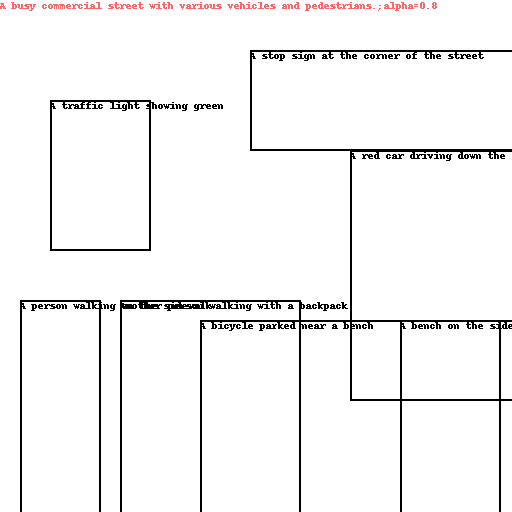 A busy commercial street with various vehicles and pedestrians.;alpha=0.8
A stop sign at the corner of the street
A traffic light showing green
A red car driving down the
A person walking on the sidewalk
Another person walking with a backpack
A bicycle parked near a bench
A bench on the side